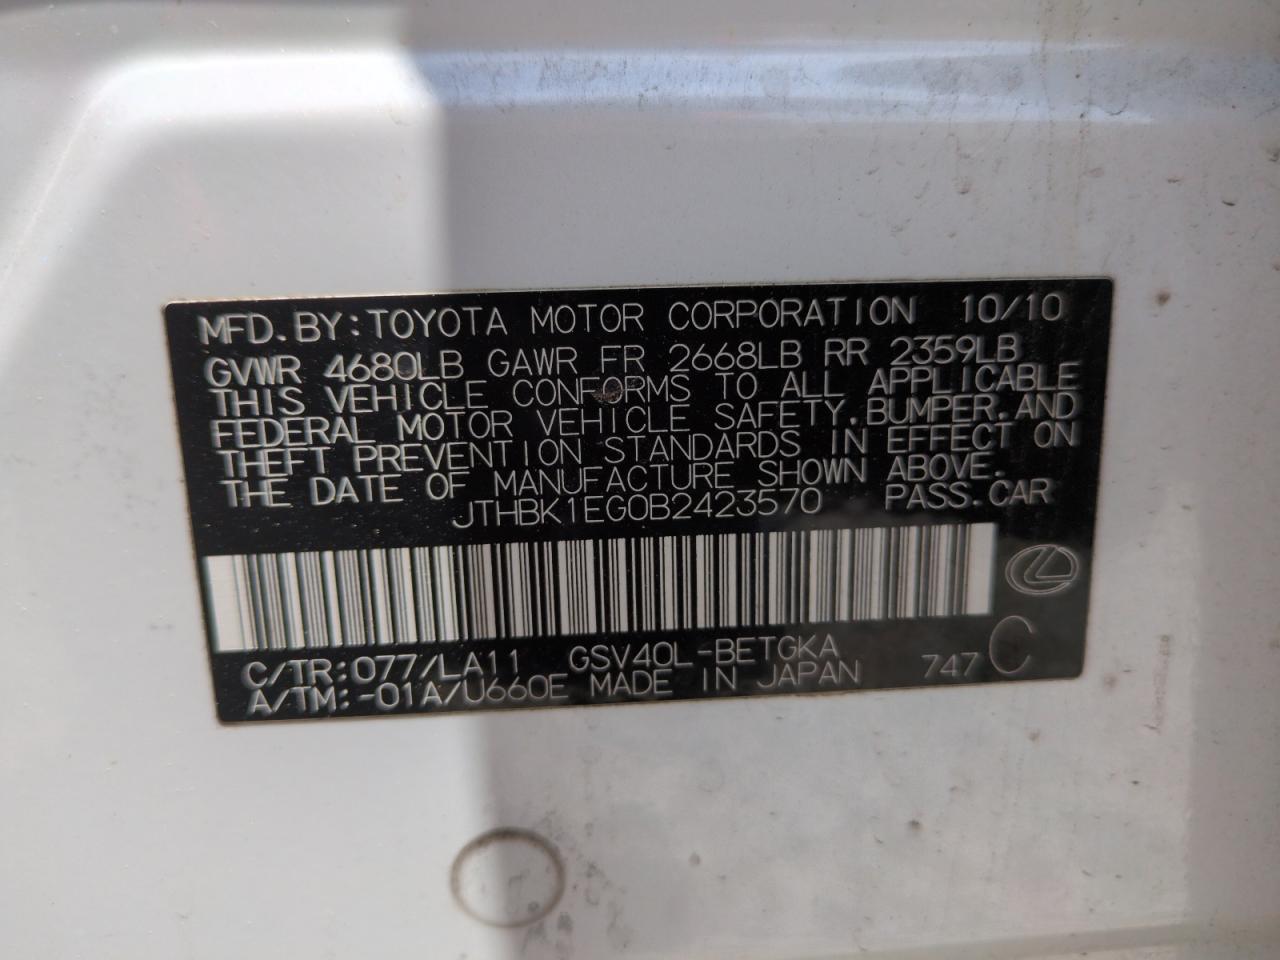 MFD.BY:TOYOTA MOTOR CORPORATION 10/10
GVWR 4680LB GAWR FR 2668LB RR 2359LB
THIS VEHICLE CONFORMS TO ALL APPLICABLE
FEDERAL MOTOR VEHICLE SAFETY.BUMPER.AND
THEFT PREVENTION STANDARDS IN EFFECT ON
THE DATE OF MANUFACTURE SHOWN ABOVE.
JTHBK1EG0B2423570 PASS.CAR
C/TR:077/LA11 GSV40L-BETGKA
A/TM:-01A/U660E MADE IN JAPAN 747 C